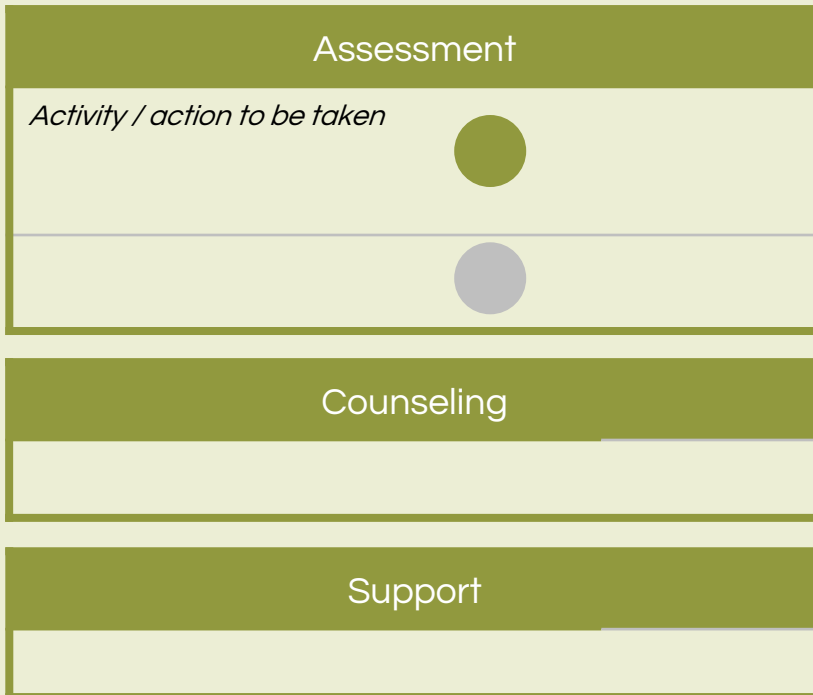 Assessment
Activity / action to be taken
Counseling
Support